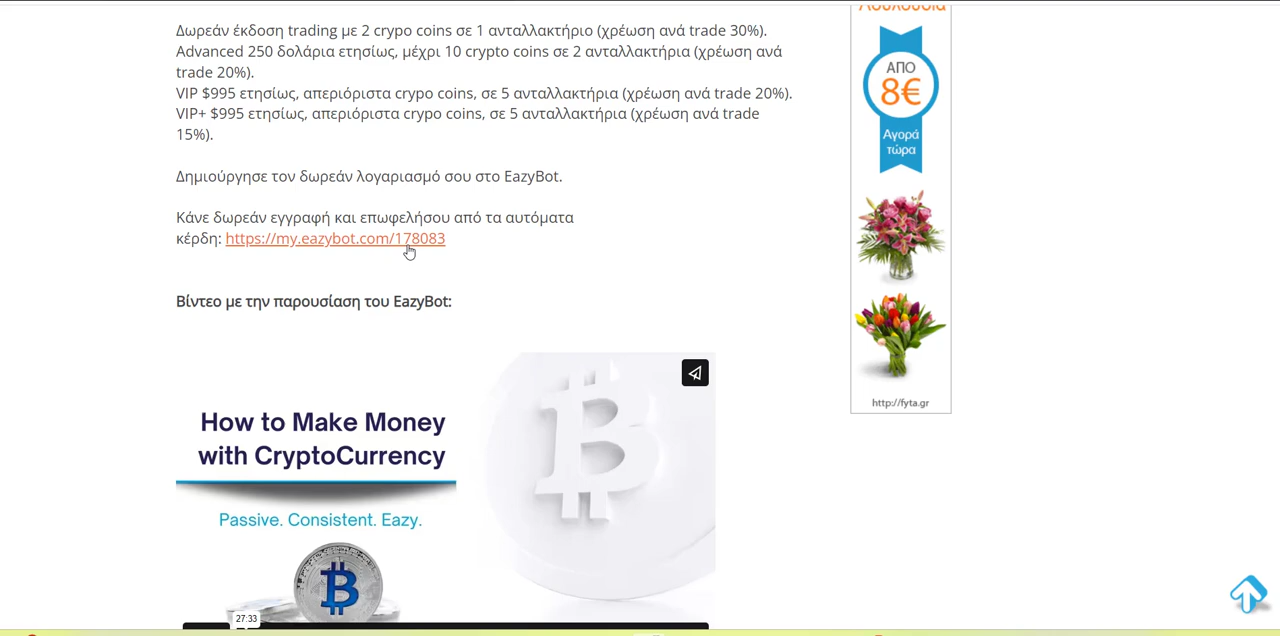 Δωρεάν έκδοση trading με 2 crypo coins σε 1 ανταλλακτήριο (χρέωση ανά trade 30%).
Advanced 250 δολάρια ετησίως, μέχρι 10 crypto coins σε 2 ανταλλακτήρια (χρέωση ανά
trade 20%).
VIP $995 ετησίως, απεριόριστα crypo coins, σε 5 ανταλλακτήρια (χρέωση ανά trade 20%).
VIP+ $995 ετησίως, απεριόριστα crypo coins, σε 5 ανταλλακτήρια (χρέωση ανά trade
15%).
Δημιούργησε τον δωρεάν λογαριασμό σου στο EazyBot.
Κάνε δωρεάν εγγραφή και επωφελήσου από τα αυτόματα
κέρδη: https://my.eazybot.com/178083
Βίντεο με την παρουσίαση του EazyBot:
How to Make Money
with CryptoCurrency
Passive. Consistent. Eazy.
27:33
Λουλούδια
ΑΠΟ
8€
Αγορά
τώρα
http://fyta.gr